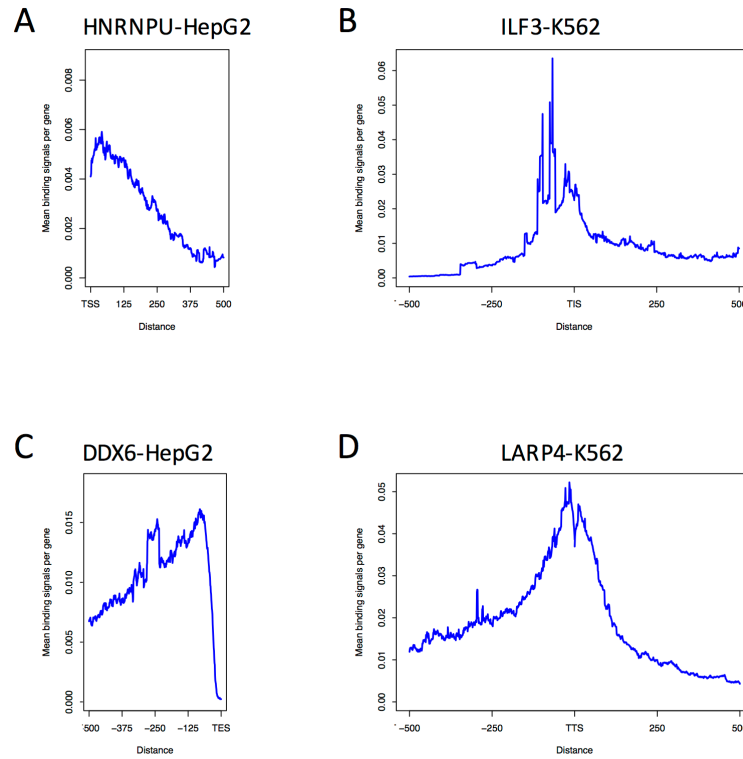 A
HNRNPU-HepG2
Mean binding signals per gene
0.008
0.006
0.004
0.002
0.000
TSS 125 250 375 500
Distance
B
ILF3-K562
Mean binding signals per gene
0.06
0.05
0.04
0.03
0.02
0.01
0.00
-500 -250 TIS 250 500
Distance
C
DDX6-HepG2
Mean binding signals per gene
0.015
0.010
0.005
0.000
-500 -375 -250 -125 TES
Distance
D
LARP4-K562
Mean binding signals per gene
0.05
0.04
0.03
0.02
0.01
0.00
-500 -250 TTS 250 500
Distance